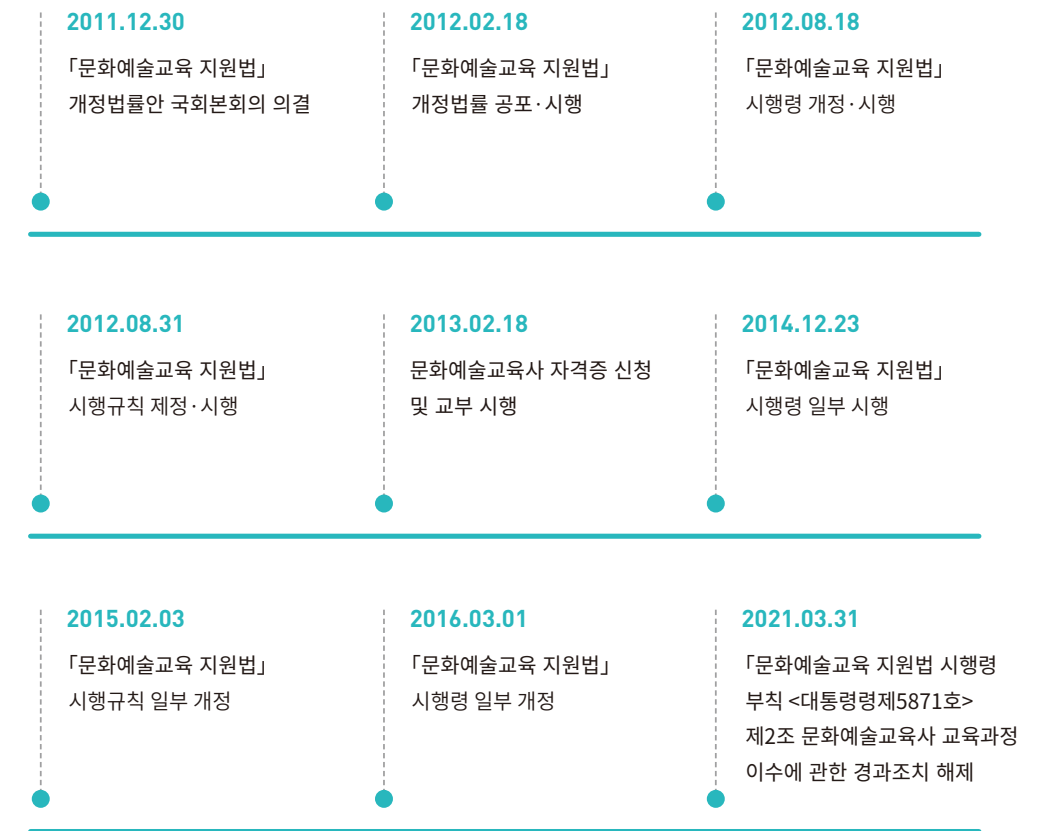 2011.12.30
「문화예술교육 지원법」
개정법률안 국회본회의 의결
2012.02.18
「문화예술교육 지원법」
개정법률 공포·시행
2012.08.18
「문화예술교육 지원법」
시행령 개정·시행
2012.08.31
「문화예술교육 지원법」
시행규칙 제정·시행
2013.02.18
문화예술교육사 자격증 신청
및 교부 시행
2014.12.23
「문화예술교육 지원법」
시행령 일부 시행
2015.02.03
「문화예술교육 지원법」
시행규칙 일부 개정
2016.03.01
「문화예술교육 지원법」
시행령 일부 개정
2021.03.31
「문화예술교육 지원법 시행령
부칙 <대통령령제5871호>
제2조 문화예술교육사 교육과정
이수에 관한 경과조치 해제